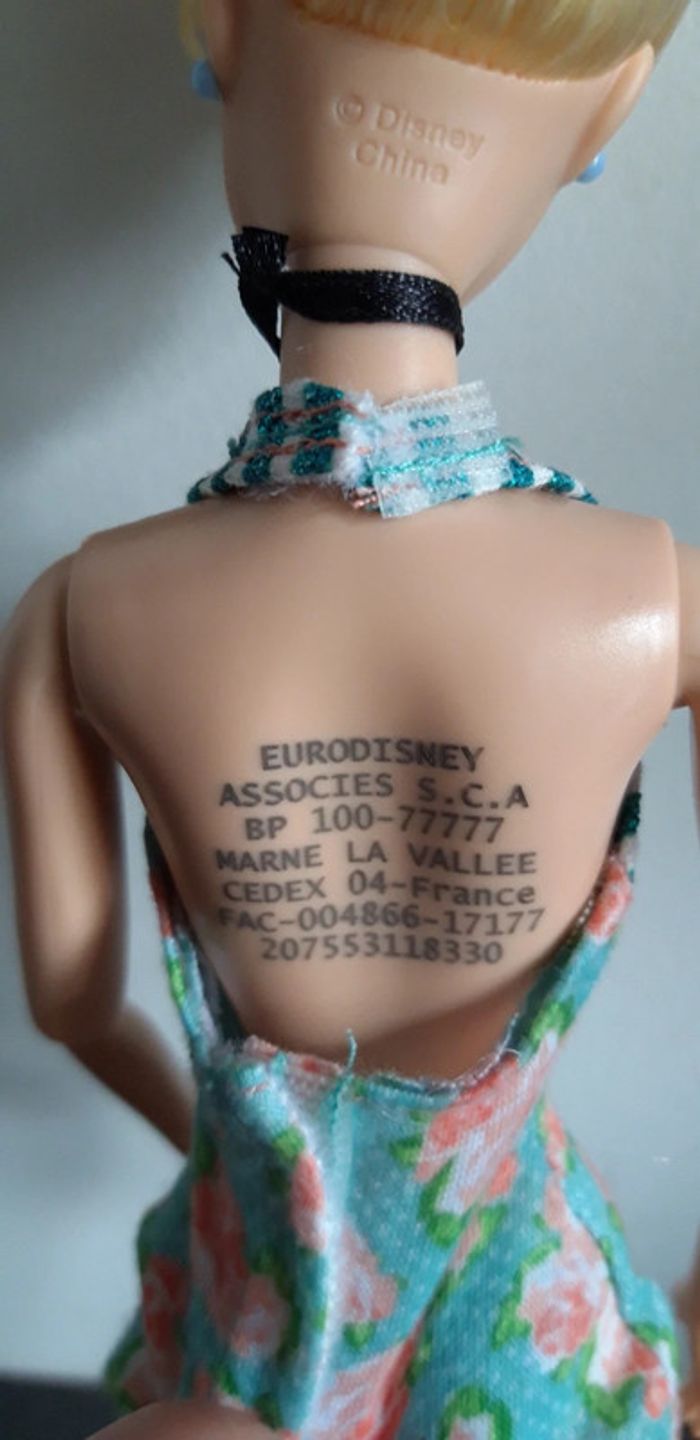 © Disney
China
EURODISNEY
ASSOCIES S.C.A
BP 100-77777
MARNE LA VALLEE
CEDEX 04-France
FAC-004866-17177
207553118330